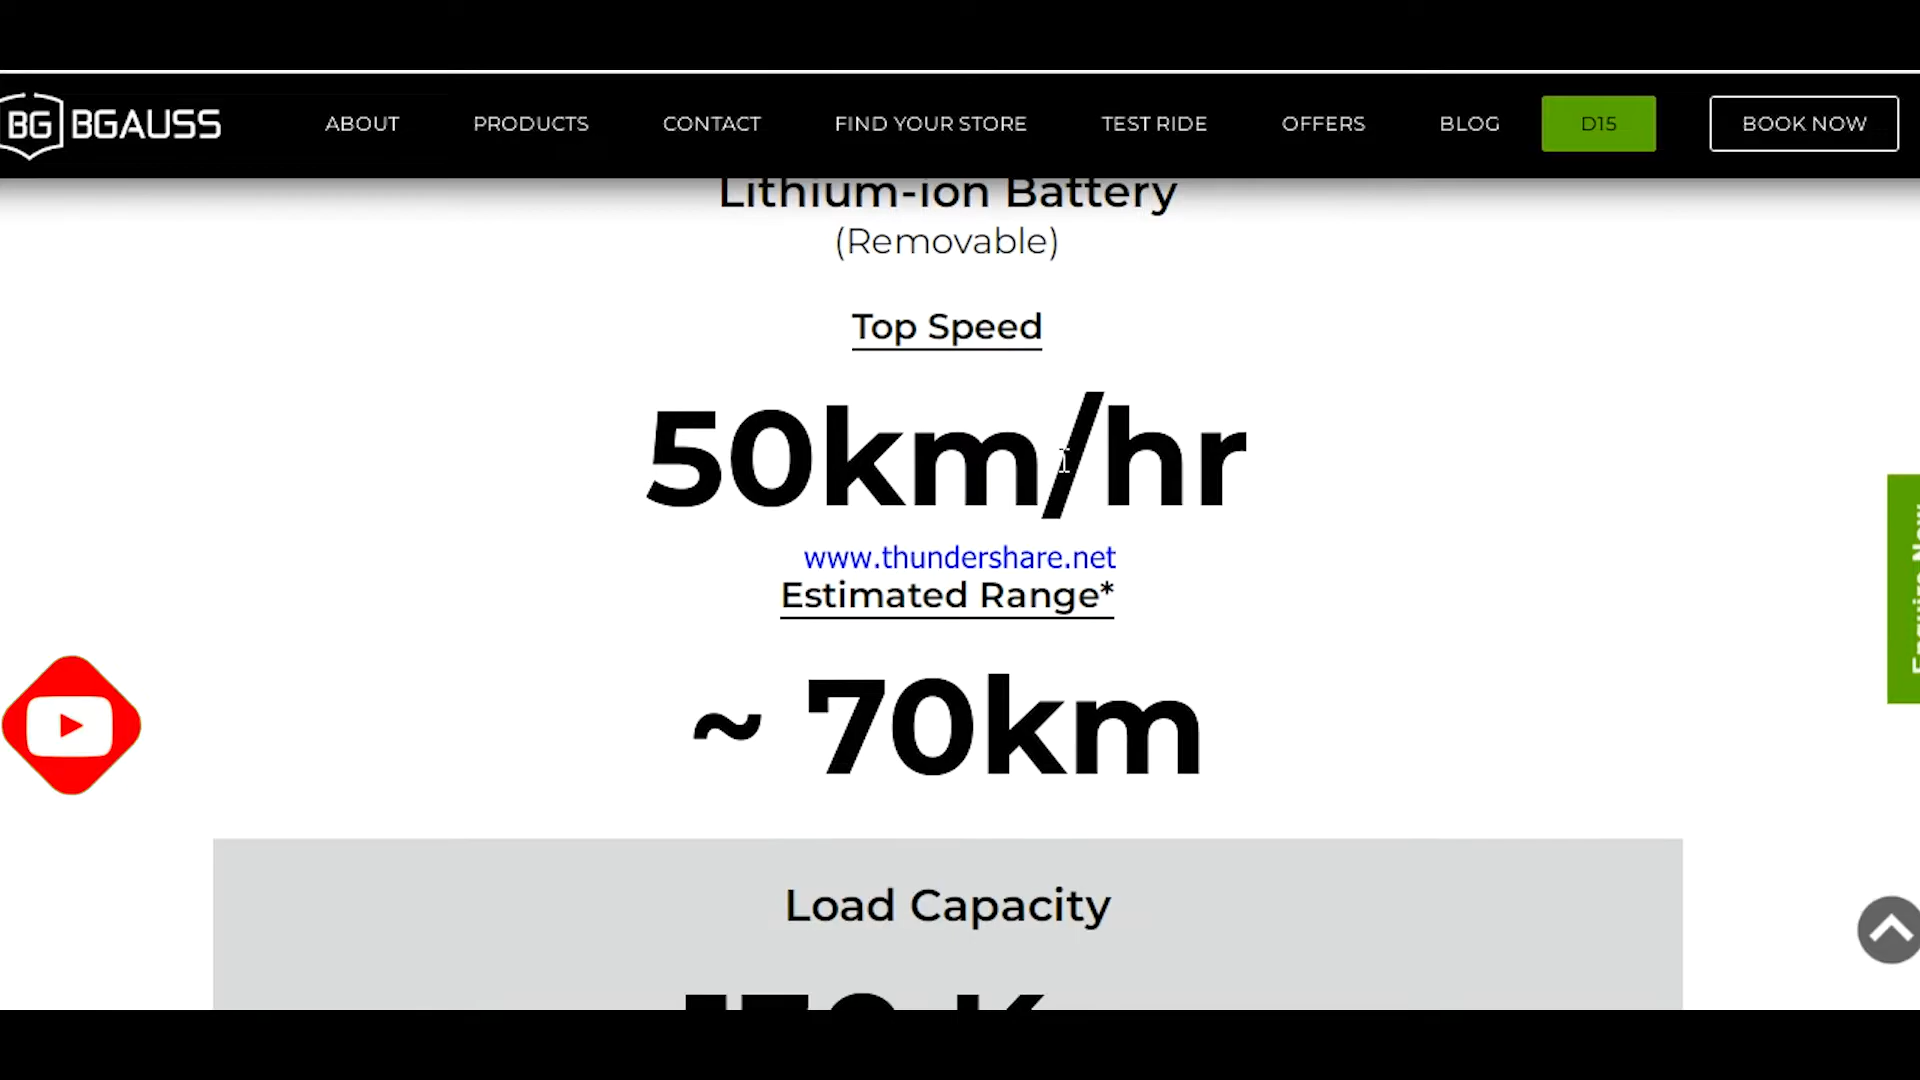 BG BGAUSS
ABOUT PRODUCTS CONTACT FIND YOUR STORE TEST RIDE OFFERS BLOG D15 BOOK NOW
Lithium-ion Battery
(Removable)
Top Speed
50km/hr
www.thundershare.net
Estimated Range*
~ 70km
Load Capacity